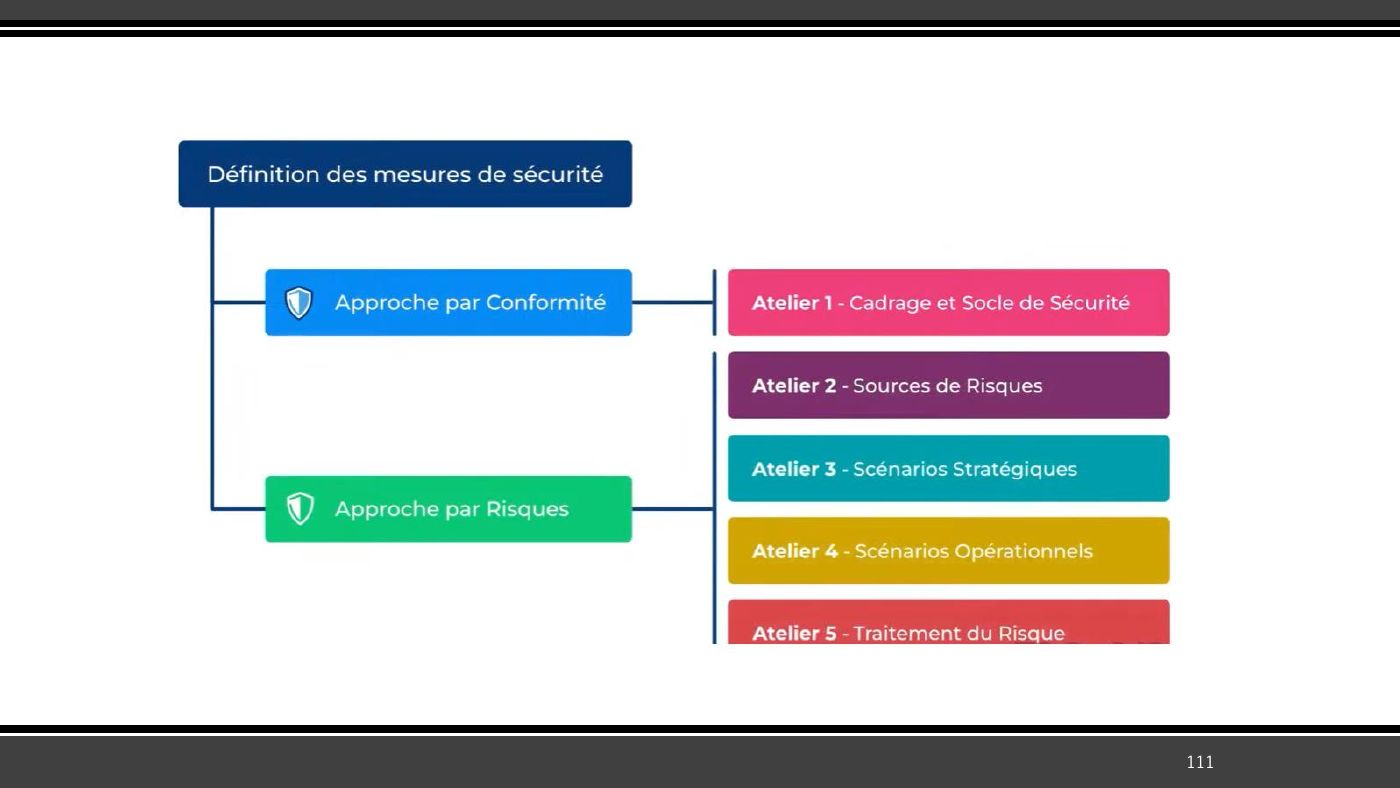 Définition des mesures de sécurité
Approche par Conformité
Atelier 1 - Cadrage et Socle de Sécurité
Atelier 2 - Sources de Risques
Atelier 3 - Scénarios Stratégiques
Approche par Risques
Atelier 4 - Scénarios Opérationnels
Atelier 5 - Traitement du Risque
111